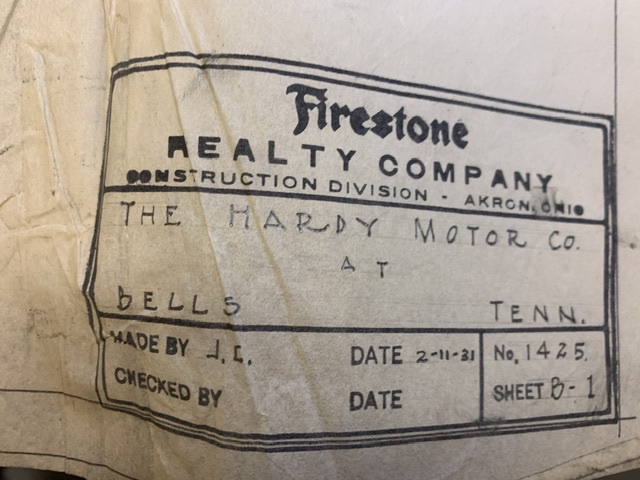 Firestone
REALTY COMPANY
CONSTRUCTION DIVISION - AKRON, OHIO
THE HARDY MOTOR CO.
AT
BELLS TENN.
MADE BY J.C. DATE 2-11-31 No. 1425.
CHECKED BY DATE SHEET B-1